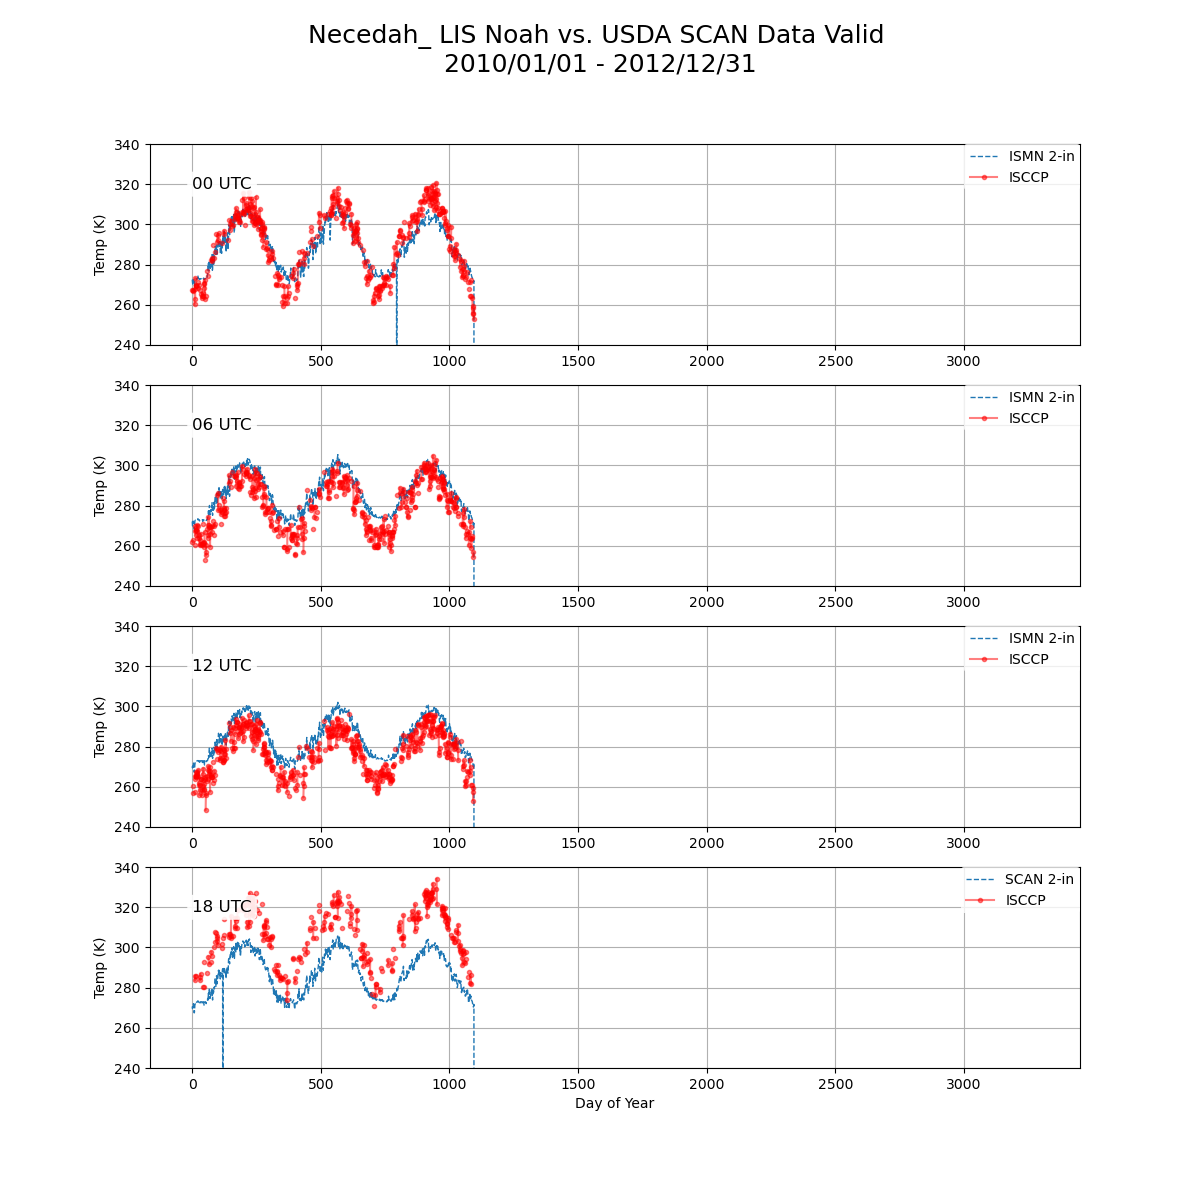 Necedah_ LIS Noah vs. USDA SCAN Data Valid
2010/01/01 - 2012/12/31
340
320
300
280
260
240
Temp (K)
00 UTC
ISMN 2-in
ISCCP
0 500 1000 1500 2000 2500 3000
340
320
300
280
260
240
Temp (K)
06 UTC
ISMN 2-in
ISCCP
0 500 1000 1500 2000 2500 3000
340
320
300
280
260
240
Temp (K)
12 UTC
ISMN 2-in
ISCCP
0 500 1000 1500 2000 2500 3000
340
320
300
280
260
240
Temp (K)
18 UTC
SCAN 2-in
ISCCP
0 500 1000 1500 2000 2500 3000
Day of Year